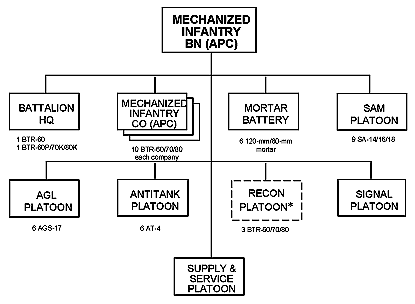 MECHANIZED
INFANTRY
BN (APC)
BATTALION
HQ
1 BTR-60
1 BTR-60P/70K/80K
MECHANIZED
INFANTRY
CO (APC)
10 BTR-60/70/80
each company
MORTAR
BATTERY
6 120-mm/80-mm
mortar
SAM
PLATOON
9 SA-14/16/18
AGL
PLATOON
6 AGS-17
ANTITANK
PLATOON
6 AT-4
RECON
PLATOON*
3 BTR-60/70/80
SIGNAL
PLATOON
SUPPLY &
SERVICE
PLATOON